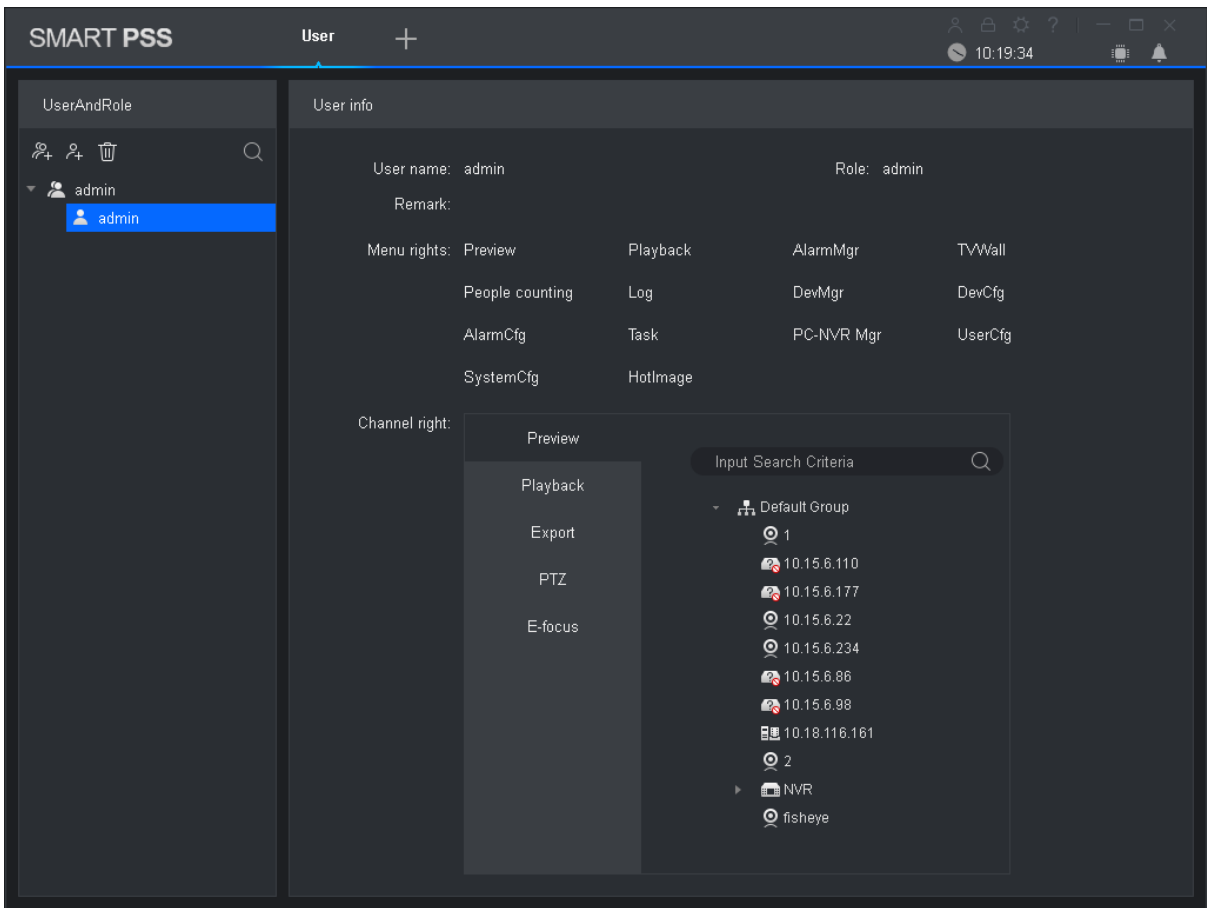 SMART PSS
User
?
10:19:34
UserAndRole
User info
admin
admin
User name: admin
Role: admin
Remark:
Menu rights: Preview Playback AlarmMgr TVWall
People counting Log DevMgr DevCfg
AlarmCfg Task PC-NVR Mgr UserCfg
SystemCfg HotImage
Channel right:
Preview
Playback
Export
PTZ
E-focus
Input Search Criteria
Default Group
1
10.15.6.110
10.15.6.177
10.15.6.22
10.15.6.234
10.15.6.86
10.15.6.98
10.18.116.161
2
NVR
fisheye